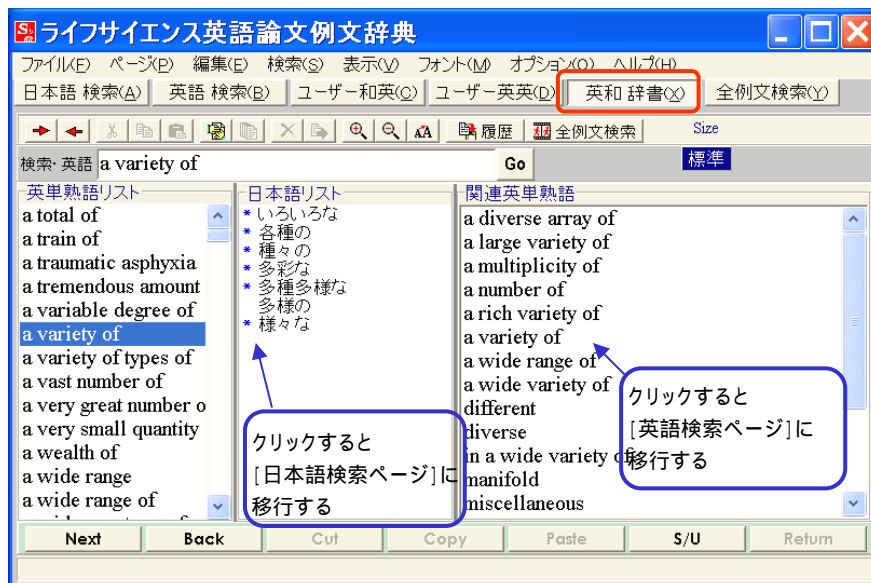 ライフサイエンス英語論文例文辞典
ファイル(F) ページ(P) 編集(E) 検索(S) 表示(V) フォント(M) オプション(O) ヘルプ(H)
日本語 検索(A) 英語 検索(B) ユーザー和英(C) ユーザー英英(D) 英和 辞書(X) 全例文検索(Y)
履歴 全例文検索 Size
検索・英語 a variety of Go 標準
英単熟語リスト
a total of
a train of
a traumatic asphyxia
a tremendous amount
a variable degree of
a variety of
a variety of types of
a vast number of
a very great number o
a very small quantity
a wealth of
a wide range
a wide range of
日本語リスト
* いろいろな
* 各種の
* 種々の
* 多彩な
* 多種多様な
多様の
* 様々な
クリックすると
[日本語検索ページ]に
移行する
関連英単熟語
a diverse array of
a large variety of
a multiplicity of
a number of
a rich variety of
a variety of
a wide range of
a wide variety of
different
diverse
in a wide variety of
manifold
miscellaneous
クリックすると
[英語検索ページ]に
移行する
Next Back Cut Copy Paste S/U Return